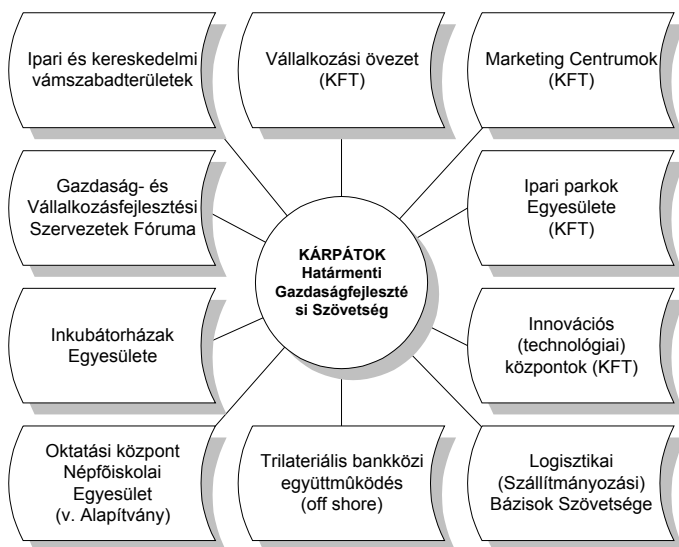 Ipari és kereskedelmi
vámszabadterületek
Vállalkozási övezet
(KFT)
Marketing Centrumok
(KFT)
Gazdaság- és
Vállalkozásfejlesztési
Szervezetek Fóruma
KÁRPÁTOK
Határmenti
Gazdaságfejleszté
si Szövetség
Ipari parkok
Egyesülete
(KFT)
Inkubátorházak
Egyesülete
Innovációs
(technológiai)
központok (KFT)
Oktatási központ
Népfõiskolai
Egyesület
(v. Alapítvány)
Trilateriális bankközi
együttmûködés
(off shore)
Logisztikai
(Szállítmányozási)
Bázisok Szövetsége